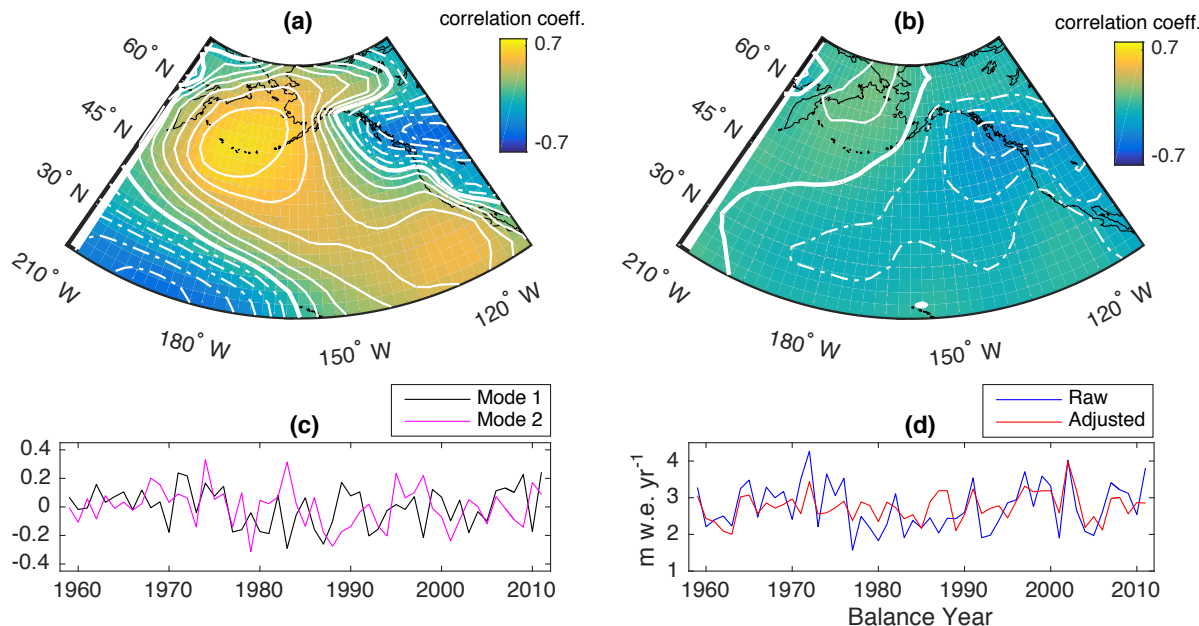 (a)
correlation coeff.
0.7
-0.7
60° N
45° N
30° N
210° W
180° W
150° W
120° W
(b)
correlation coeff.
0.7
-0.7
60° N
45° N
30° N
210° W
180° W
150° W
120° W
Mode 1
Mode 2
(c)
0.4
0.2
0
-0.2
-0.4
1960 1970 1980 1990 2000 2010
Raw
Adjusted
(d)
m w.e. yr⁻¹
4
3
2
1
1960 1970 1980 1990 2000 2010
Balance Year